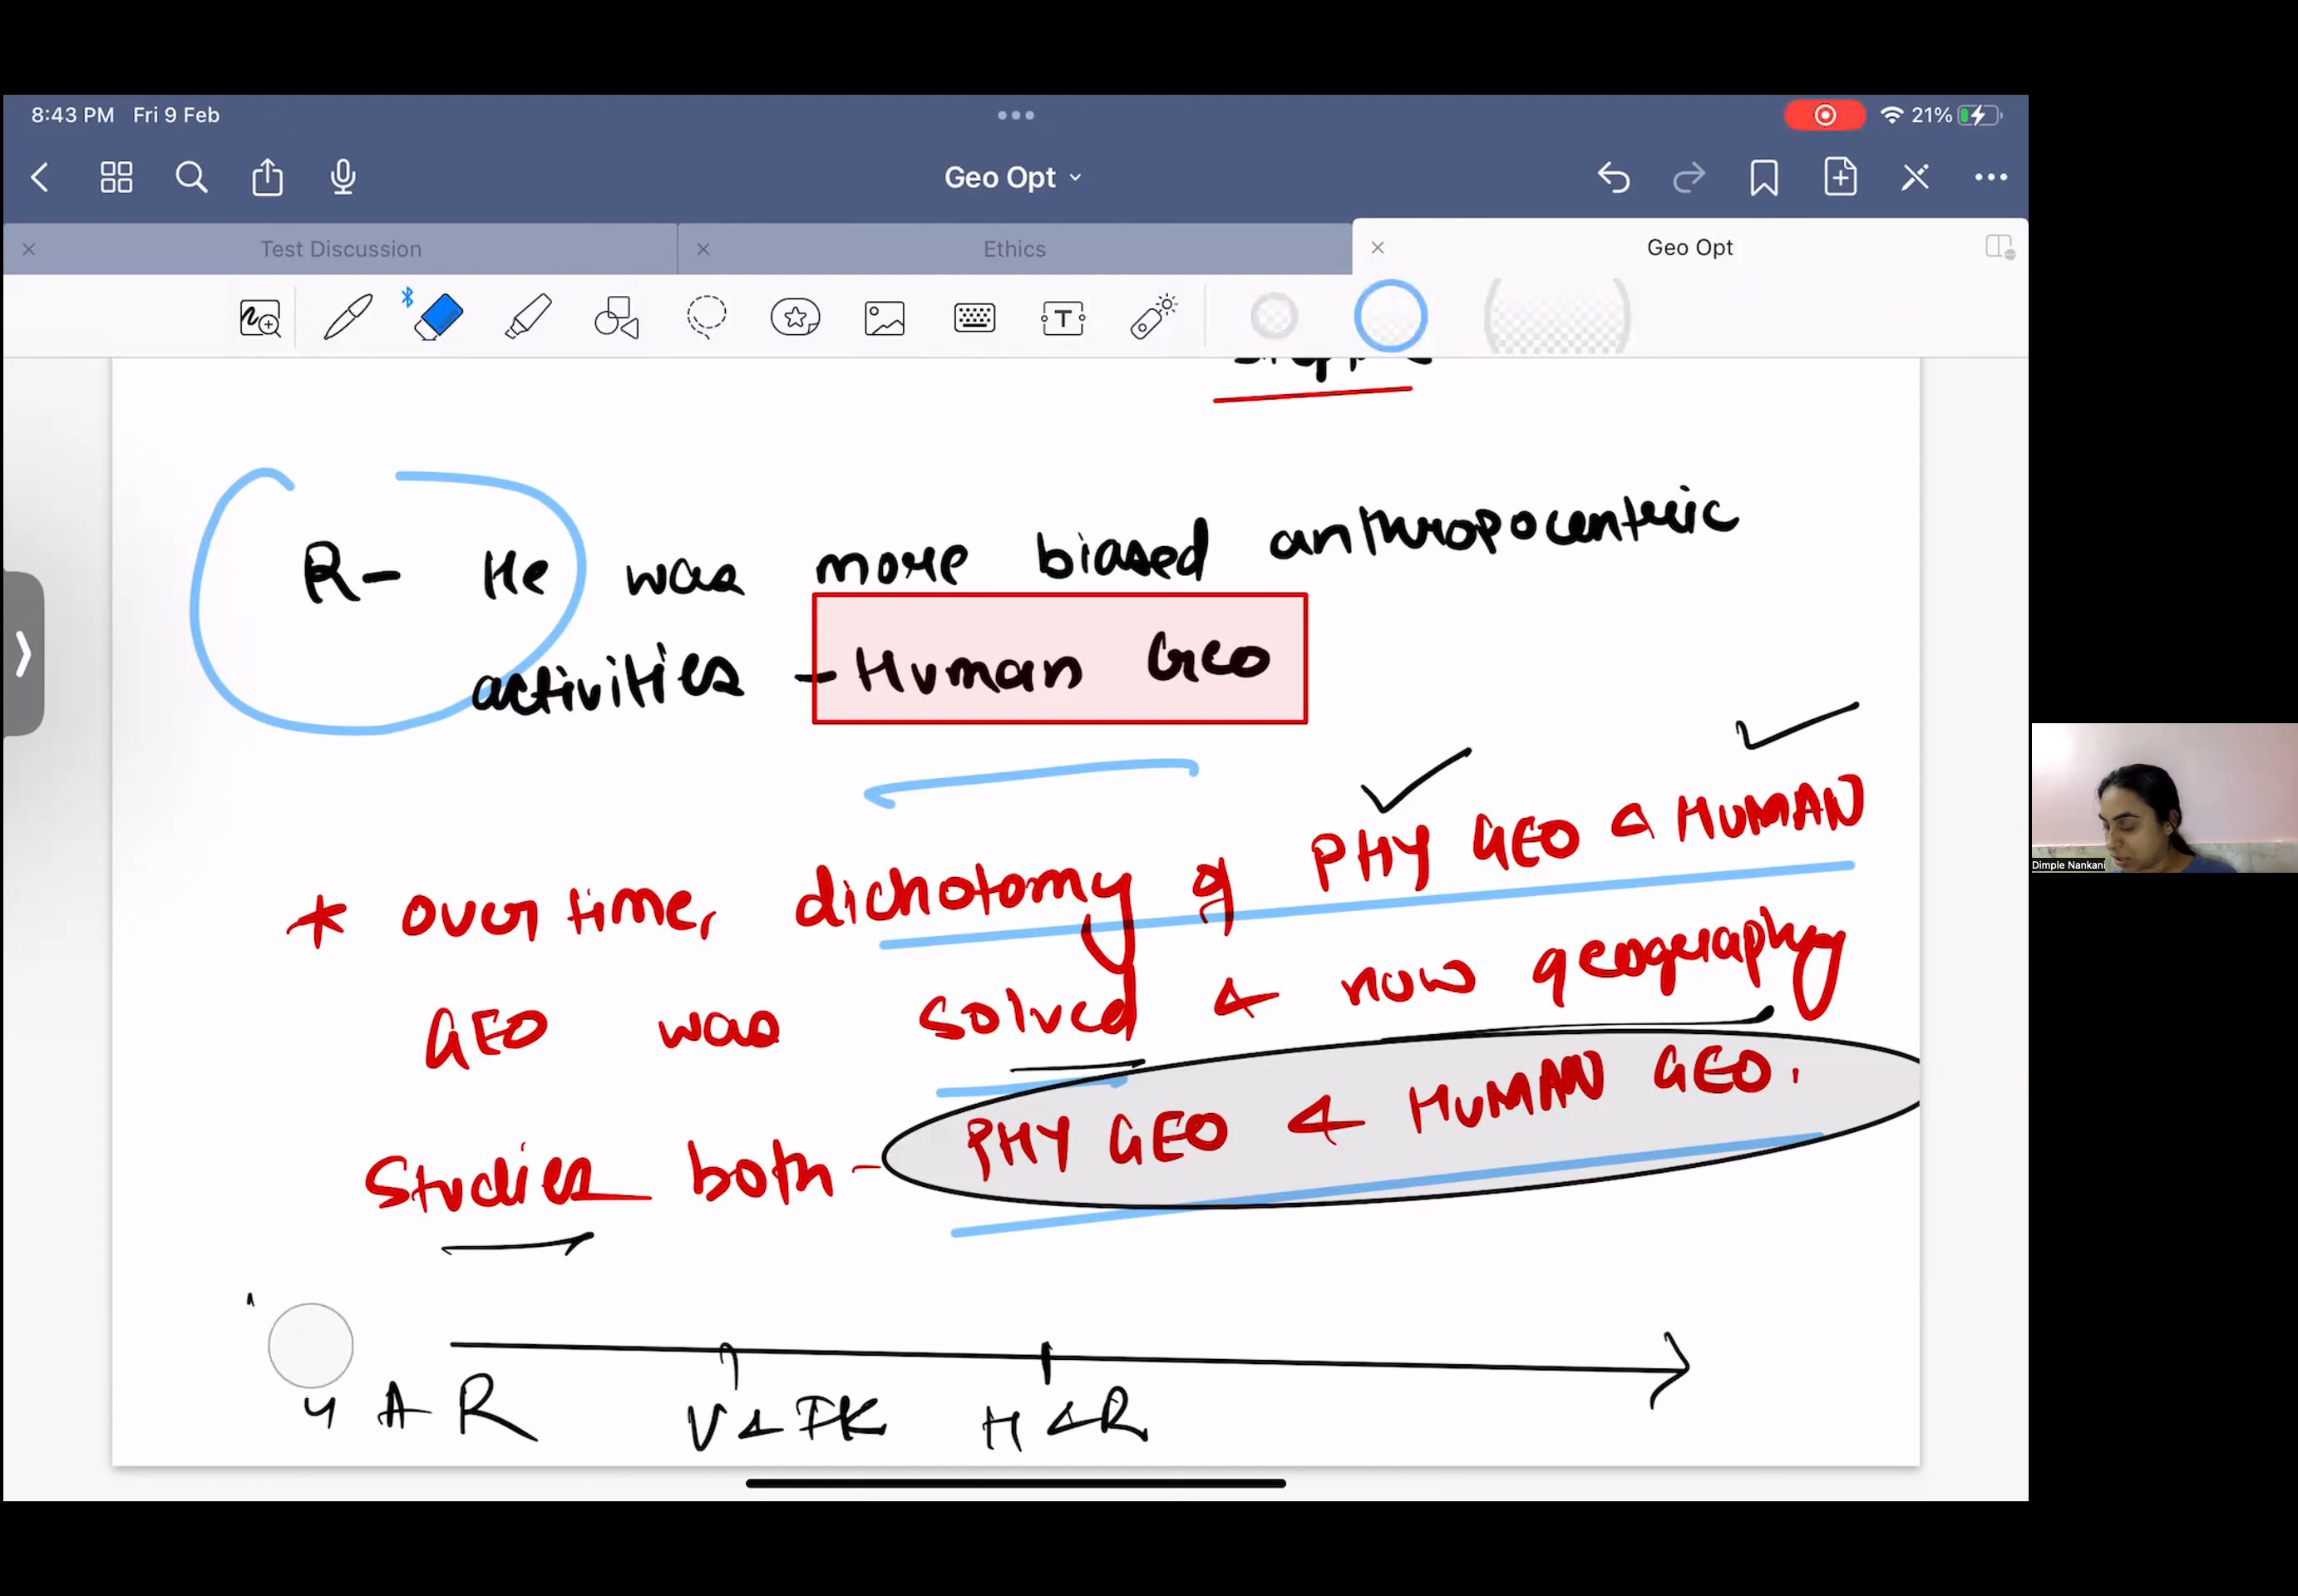 8:43 PM Fri 9 Feb
21%
Geo Opt
Test Discussion
Ethics
Geo Opt
R- He was more biased anthropocentric
activities - Human Geo
* over time, dichotomy of PHY GEO & HUMAN
GEO was solved & now geography
Studies both - PHY GEO & HUMAN GEO.
4 A R V & IK H & R
Dimple Nankani